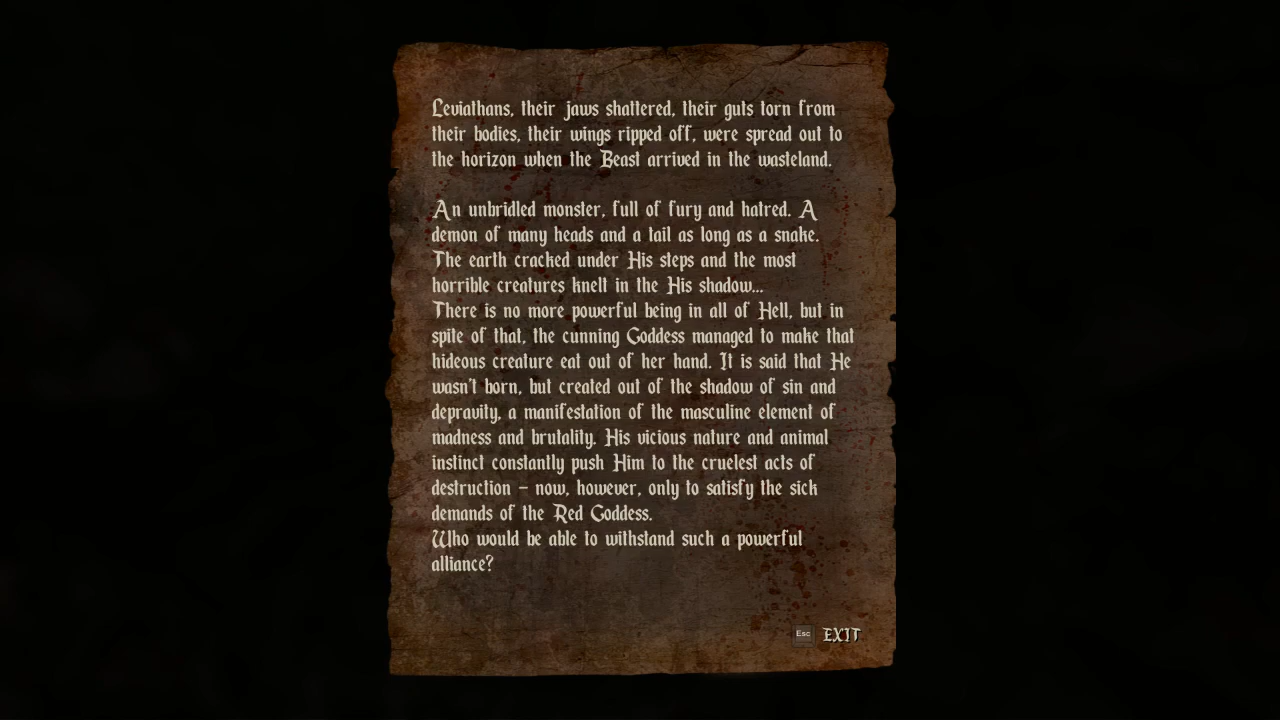 Leviathans, their jaws shattered, their guts torn from
their bodies, their wings ripped off, were spread out to
the horizon when the Beast arrived in the wasteland.
An unbridled monster, full of fury and hatred. A
demon of many heads and a tail as long as a snake.
The earth cracked under His steps and the most
horrible creatures knelt in the His shadow...
There is no more powerful being in all of Hell, but in
spite of that, the cunning Goddess managed to make that
hideous creature eat out of her hand. It is said that He
wasn't born, but created out of the shadow of sin and
depravity, a manifestation of the masculine element of
madness and brutality. His vicious nature and animal
instinct constantly push Him to the cruelest acts of
destruction – now, however, only to satisfy the sick
demands of the Red Goddess.
Who would be able to withstand such a powerful
alliance?
Esc EXIT